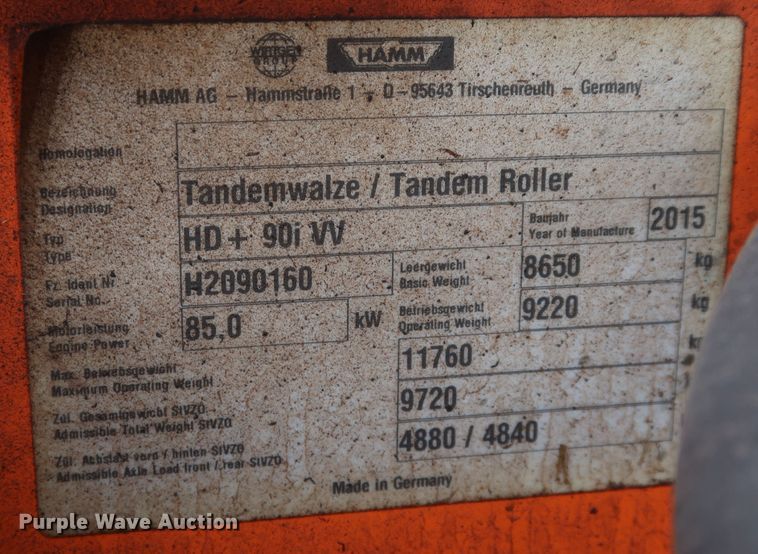 WIRTGEN GROUP HAMM
HAMM AG – Hammstraße 1 – D – 95643 Tirschenreuth – Germany
Homologation
Bezeichnung
Designation
Tandemwalze / Tandem Roller
Typ
Type
HD+ 90i VV
Baujahr
Year of Manufacture
2015
Fz. Ident Nr.
Serial No.
H2090160
Leergewicht
Basic Weight
8650 kg
Motorleistung
Engine Power
85,0 kW
Betriebsgewicht
Operating Weight
9220 kg
Max. Betriebsgewicht
Maximum Operating Weight
11760
Zul. Gesamtgewicht StVZO
Admissible Total Weight StVZO
9720
Zul. Achslast vorn / hinten StVZO
Admissible Axle Load front / rear StVZO
4880 / 4840
Made in Germany
Purple Wave Auction